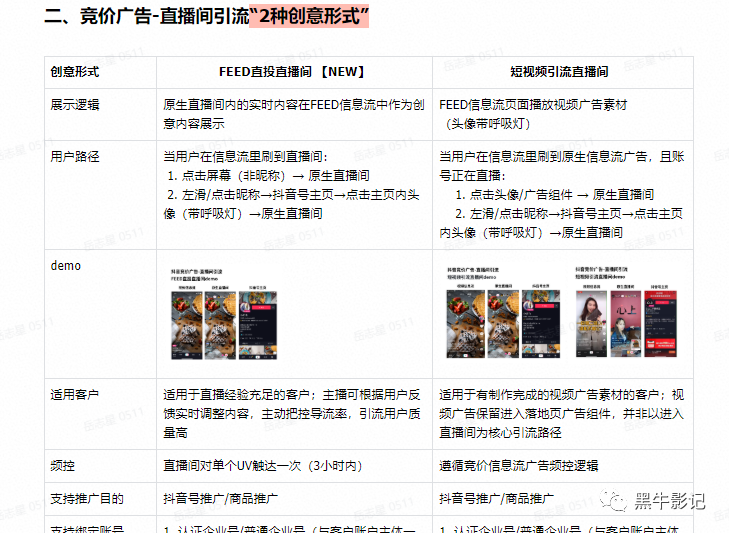 二、竞价广告-直播间引流“2种创意形式”
创意形式
FEED直投直播间 【NEW】
短视频引流直播间
展示逻辑
原生直播间内的实时内容在FEED信息流中作为创
意内容展示
FEED信息流页面播放视频广告素材
（头像带呼吸灯）
用户路径
当用户在信息流里刷到直播间：
1. 点击屏幕（非昵称）→ 原生直播间
2. 左滑/点击昵称→抖音号主页→点击主页内头
像（带呼吸灯）→原生直播间
当用户在信息流里刷到原生信息流广告，且账
号正在直播：
1. 点击头像/广告组件 → 原生直播间
2. 左滑/点击昵称→抖音号主页→点击主页
内头像（带呼吸灯）→原生直播间
demo
抖音竞价广告-直播间引流
FEED直投直播间demo
抖音竞价广告-直播间引流
短视频引流直播间demo
抖音竞价广告-直播间引流
短视频引流直播间demo
适用客户
适用于直播经验充足的客户；主播可根据用户反
馈实时调整内容，主动把控导流率，引流用户质
量高
适用于有制作完成的视频广告素材的客户；视
频广告保留进入落地页广告组件，并非以进入
直播间为核心引流路径
频控
直播间对单个UV触达一次（3小时内）
遵循竞价信息流广告频控逻辑
支持推广目的
抖音号推广/商品推广
抖音号推广/商品推广
黑牛影记
支持绑定账号
1. 认证企业号/普通企业号（与客户账户主体一
1. 认证企业号/普通企业号（与客户账户主体